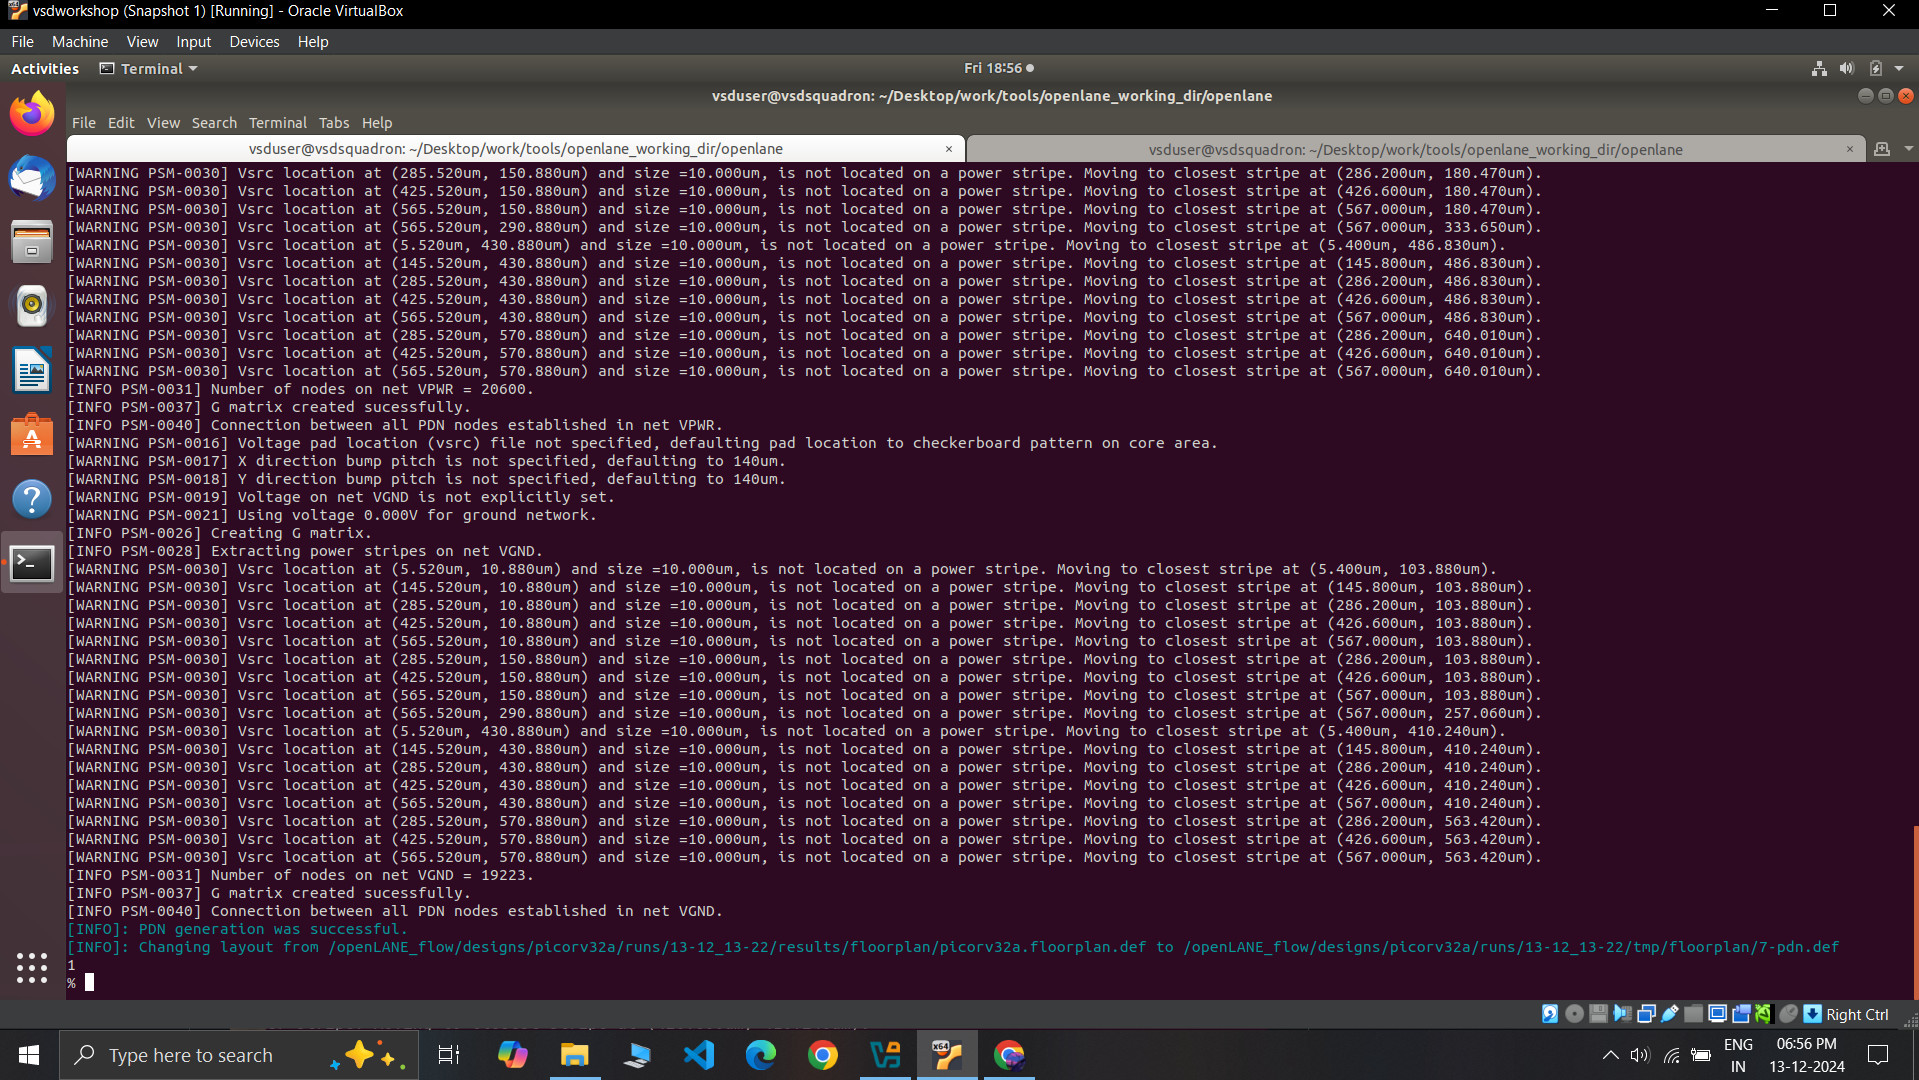 vsdworkshop (Snapshot 1) [Running] - Oracle VirtualBox
File Machine View Input Devices Help
Activities Terminal Fri 18:56
vsduser@vsdsquadron: ~/Desktop/work/tools/openlane_working_dir/openlane
File Edit View Search Terminal Tabs Help
vsduser@vsdsquadron: ~/Desktop/work/tools/openlane_working_dir/openlane × vsduser@vsdsquadron: ~/Desktop/work/tools/openlane_working_dir/openlane ×
[WARNING PSM-0030] Vsrc location at (285.520um, 150.880um) and size =10.000um, is not located on a power stripe. Moving to closest stripe at (286.200um, 180.470um).
[WARNING PSM-0030] Vsrc location at (425.520um, 150.880um) and size =10.000um, is not located on a power stripe. Moving to closest stripe at (426.600um, 180.470um).
[WARNING PSM-0030] Vsrc location at (565.520um, 150.880um) and size =10.000um, is not located on a power stripe. Moving to closest stripe at (567.000um, 180.470um).
[WARNING PSM-0030] Vsrc location at (565.520um, 290.880um) and size =10.000um, is not located on a power stripe. Moving to closest stripe at (567.000um, 333.650um).
[WARNING PSM-0030] Vsrc location at (5.520um, 430.880um) and size =10.000um, is not located on a power stripe. Moving to closest stripe at (5.400um, 486.830um).
[WARNING PSM-0030] Vsrc location at (145.520um, 430.880um) and size =10.000um, is not located on a power stripe. Moving to closest stripe at (145.800um, 486.830um).
[WARNING PSM-0030] Vsrc location at (285.520um, 430.880um) and size =10.000um, is not located on a power stripe. Moving to closest stripe at (286.200um, 486.830um).
[WARNING PSM-0030] Vsrc location at (425.520um, 430.880um) and size =10.000um, is not located on a power stripe. Moving to closest stripe at (426.600um, 486.830um).
[WARNING PSM-0030] Vsrc location at (565.520um, 430.880um) and size =10.000um, is not located on a power stripe. Moving to closest stripe at (567.000um, 486.830um).
[WARNING PSM-0030] Vsrc location at (285.520um, 570.880um) and size =10.000um, is not located on a power stripe. Moving to closest stripe at (286.200um, 640.010um).
[WARNING PSM-0030] Vsrc location at (425.520um, 570.880um) and size =10.000um, is not located on a power stripe. Moving to closest stripe at (426.600um, 640.010um).
[WARNING PSM-0030] Vsrc location at (565.520um, 570.880um) and size =10.000um, is not located on a power stripe. Moving to closest stripe at (567.000um, 640.010um).
[INFO PSM-0031] Number of nodes on net VPWR = 20600.
[INFO PSM-0037] G matrix created sucessfully.
[INFO PSM-0040] Connection between all PDN nodes established in net VPWR.
[WARNING PSM-0016] Voltage pad location (vsrc) file not specified, defaulting pad location to checkerboard pattern on core area.
[WARNING PSM-0017] X direction bump pitch is not specified, defaulting to 140um.
[WARNING PSM-0018] Y direction bump pitch is not specified, defaulting to 140um.
[WARNING PSM-0019] Voltage on net VGND is not explicitly set.
[WARNING PSM-0021] Using voltage 0.000V for ground network.
[INFO PSM-0026] Creating G matrix.
[INFO PSM-0028] Extracting power stripes on net VGND.
[WARNING PSM-0030] Vsrc location at (5.520um, 10.880um) and size =10.000um, is not located on a power stripe. Moving to closest stripe at (5.400um, 103.880um).
[WARNING PSM-0030] Vsrc location at (145.520um, 10.880um) and size =10.000um, is not located on a power stripe. Moving to closest stripe at (145.800um, 103.880um).
[WARNING PSM-0030] Vsrc location at (285.520um, 10.880um) and size =10.000um, is not located on a power stripe. Moving to closest stripe at (286.200um, 103.880um).
[WARNING PSM-0030] Vsrc location at (425.520um, 10.880um) and size =10.000um, is not located on a power stripe. Moving to closest stripe at (426.600um, 103.880um).
[WARNING PSM-0030] Vsrc location at (565.520um, 10.880um) and size =10.000um, is not located on a power stripe. Moving to closest stripe at (567.000um, 103.880um).
[WARNING PSM-0030] Vsrc location at (285.520um, 150.880um) and size =10.000um, is not located on a power stripe. Moving to closest stripe at (286.200um, 103.880um).
[WARNING PSM-0030] Vsrc location at (425.520um, 150.880um) and size =10.000um, is not located on a power stripe. Moving to closest stripe at (426.600um, 103.880um).
[WARNING PSM-0030] Vsrc location at (565.520um, 150.880um) and size =10.000um, is not located on a power stripe. Moving to closest stripe at (567.000um, 103.880um).
[WARNING PSM-0030] Vsrc location at (565.520um, 290.880um) and size =10.000um, is not located on a power stripe. Moving to closest stripe at (567.000um, 257.060um).
[WARNING PSM-0030] Vsrc location at (5.520um, 430.880um) and size =10.000um, is not located on a power stripe. Moving to closest stripe at (5.400um, 410.240um).
[WARNING PSM-0030] Vsrc location at (145.520um, 430.880um) and size =10.000um, is not located on a power stripe. Moving to closest stripe at (145.800um, 410.240um).
[WARNING PSM-0030] Vsrc location at (285.520um, 430.880um) and size =10.000um, is not located on a power stripe. Moving to closest stripe at (286.200um, 410.240um).
[WARNING PSM-0030] Vsrc location at (425.520um, 430.880um) and size =10.000um, is not located on a power stripe. Moving to closest stripe at (426.600um, 410.240um).
[WARNING PSM-0030] Vsrc location at (565.520um, 430.880um) and size =10.000um, is not located on a power stripe. Moving to closest stripe at (567.000um, 410.240um).
[WARNING PSM-0030] Vsrc location at (285.520um, 570.880um) and size =10.000um, is not located on a power stripe. Moving to closest stripe at (286.200um, 563.420um).
[WARNING PSM-0030] Vsrc location at (425.520um, 570.880um) and size =10.000um, is not located on a power stripe. Moving to closest stripe at (426.600um, 563.420um).
[WARNING PSM-0030] Vsrc location at (565.520um, 570.880um) and size =10.000um, is not located on a power stripe. Moving to closest stripe at (567.000um, 563.420um).
[INFO PSM-0031] Number of nodes on net VGND = 19223.
[INFO PSM-0037] G matrix created sucessfully.
[INFO PSM-0040] Connection between all PDN nodes established in net VGND.
[INFO]: PDN generation was successful.
[INFO]: Changing layout from /openLANE_flow/designs/picorv32a/runs/13-12_13-22/results/floorplan/picorv32a.floorplan.def to /openLANE_flow/designs/picorv32a/runs/13-12_13-22/tmp/floorplan/7-pdn.def
1
%
Right Ctrl
Type here to search
ENG
IN
06:56 PM
13-12-2024